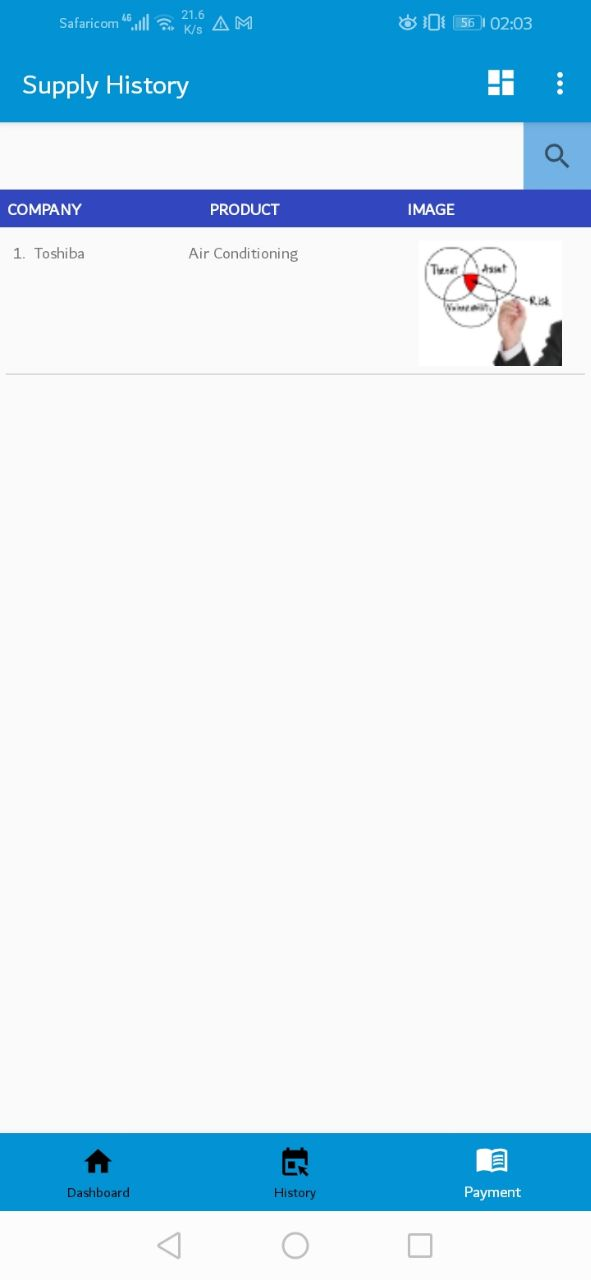 Safaricom 4G 21.6 K/s 56 02:03
Supply History
COMPANY PRODUCT IMAGE
1. Toshiba Air Conditioning
Threat Asset
Risk
Vulnerability
Dashboard History Payment